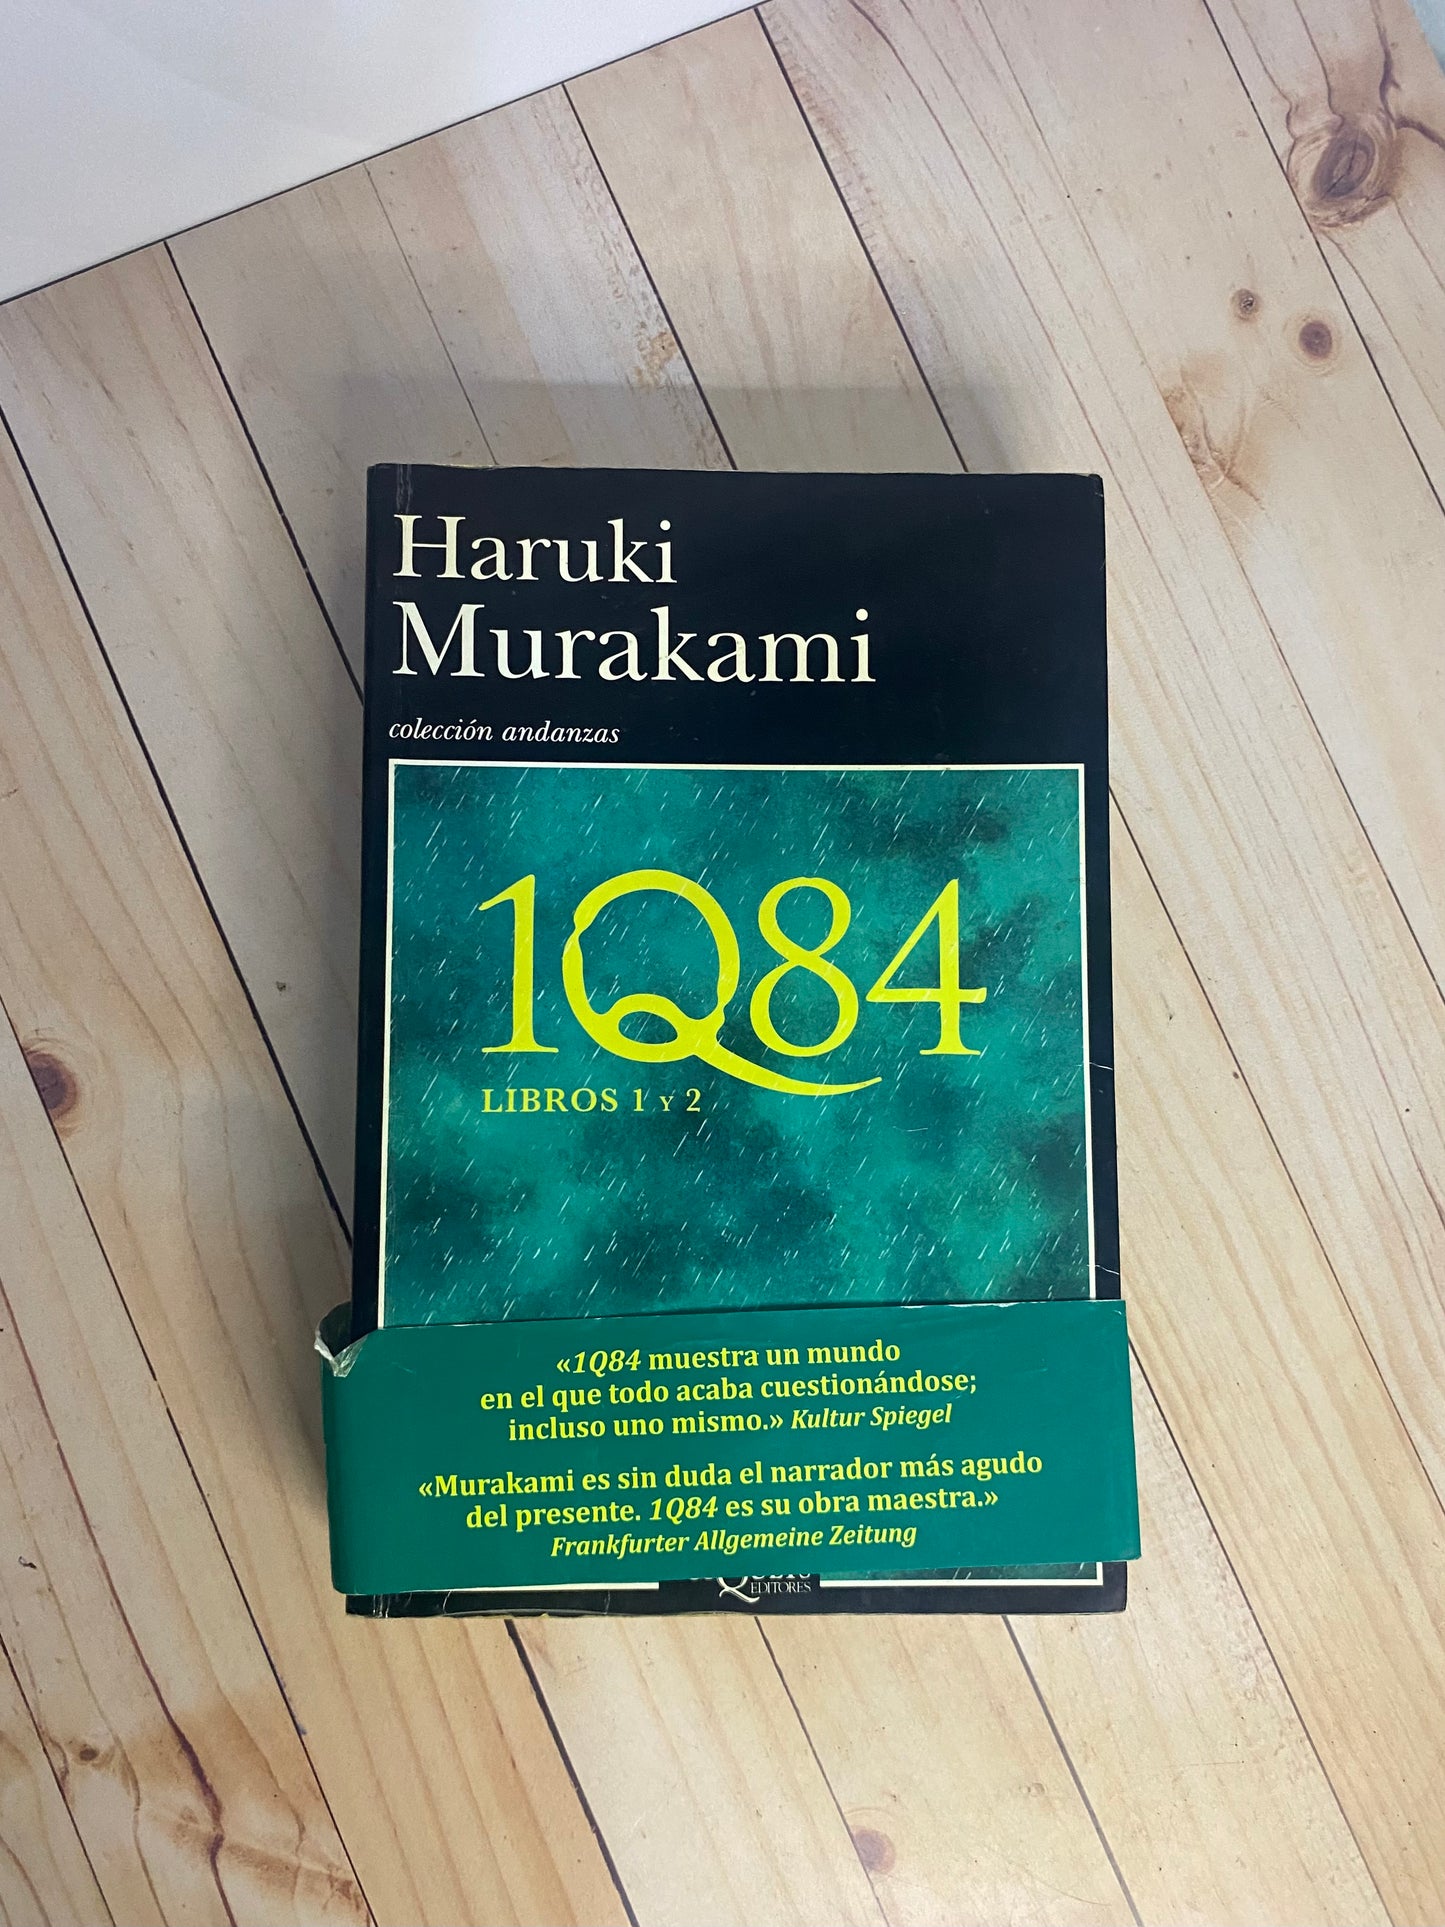 Haruki
Murakami
colección andanzas
1Q84
LIBROS 1 Y 2
«1Q84 muestra un mundo
en el que todo acaba cuestionándose;
incluso uno mismo.» Kultur Spiegel
«Murakami es sin duda el narrador más agudo
del presente. 1Q84 es su obra maestra.»
Frankfurter Allgemeine Zeitung
EDITORES